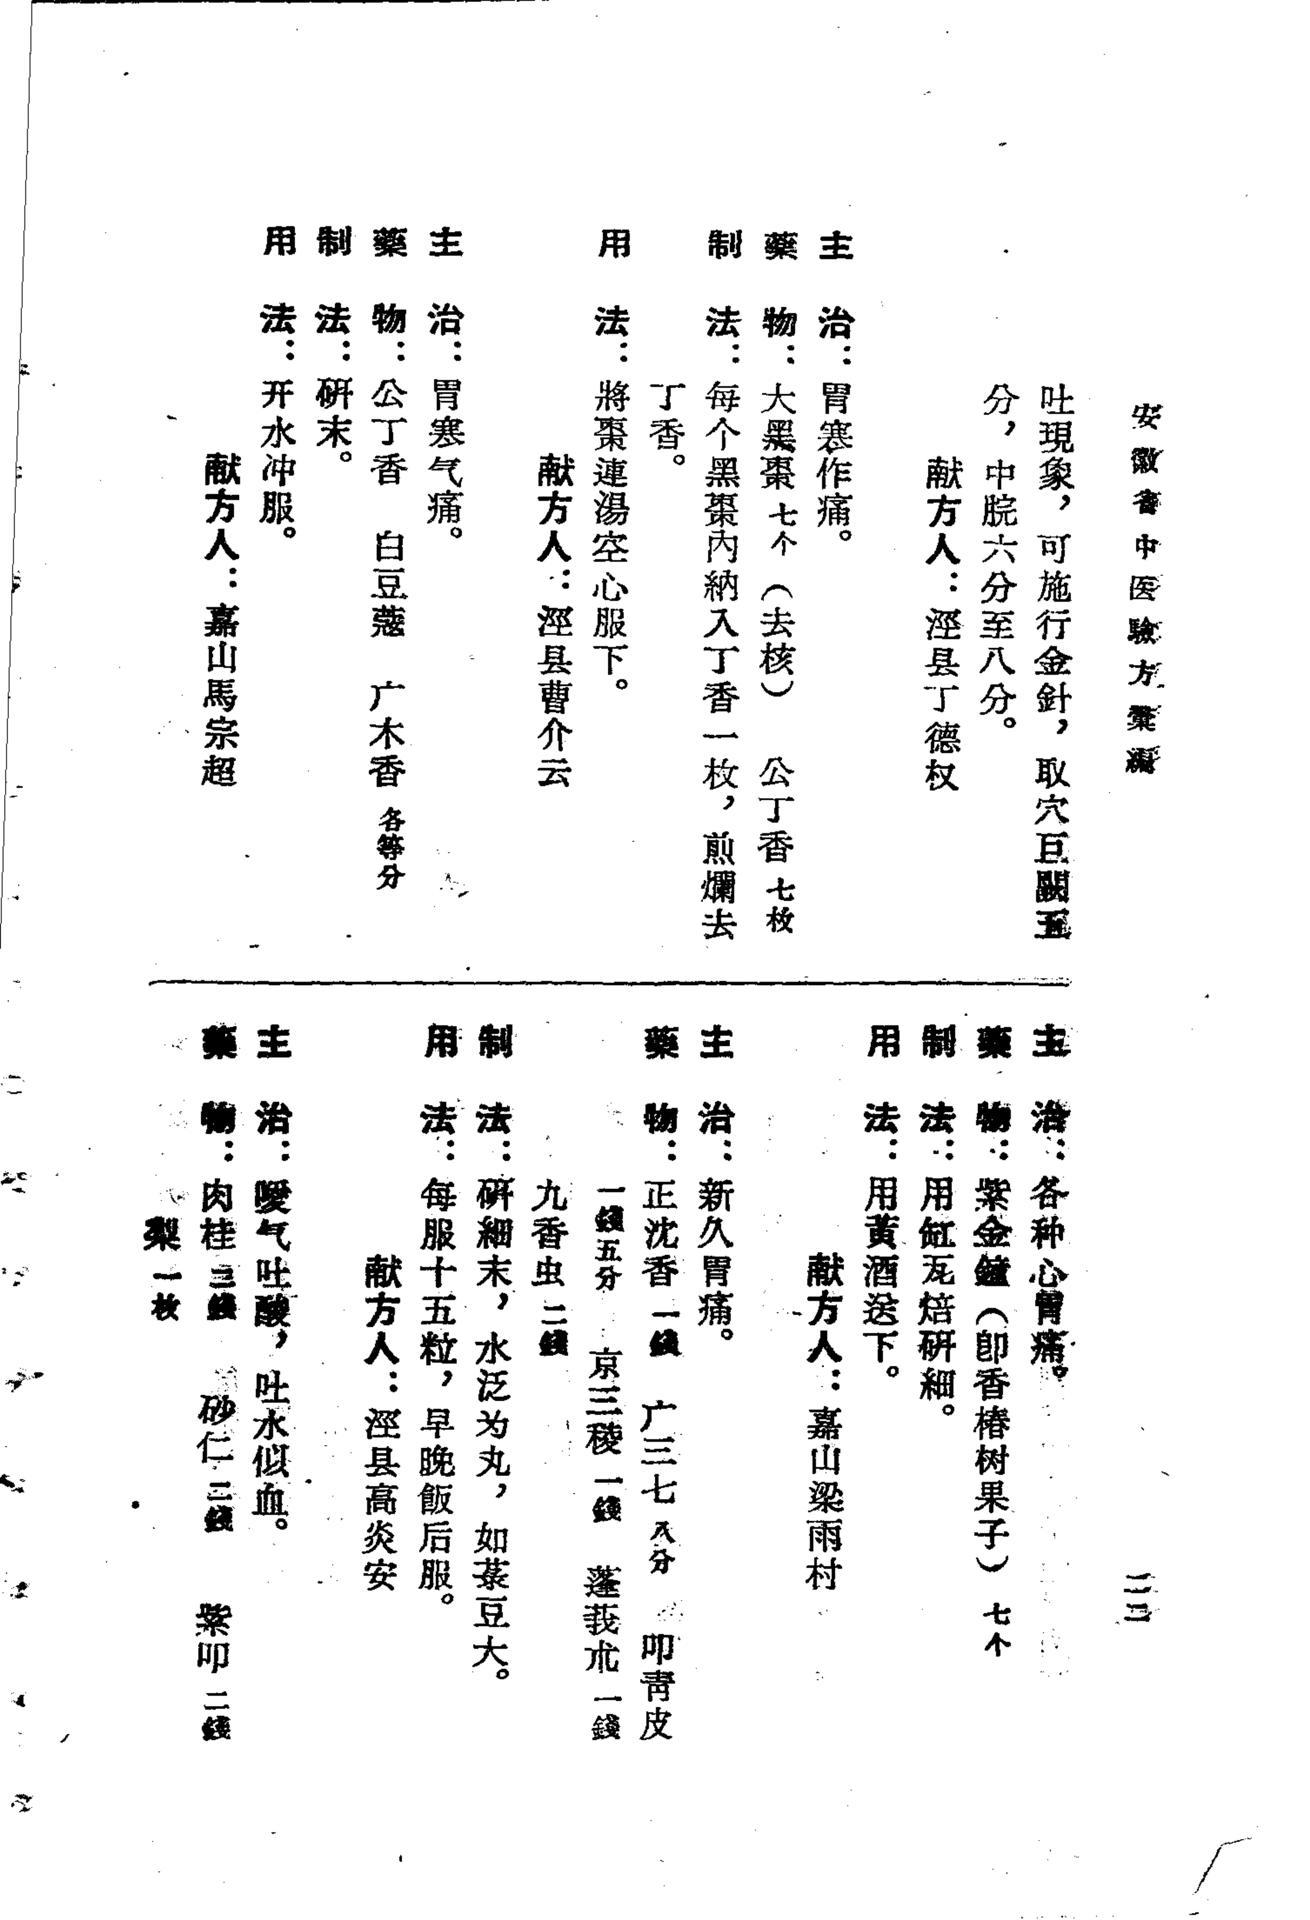 安徽省中医驗方彙編
吐現象，可施行金針，取穴巨闕五
分，中脘六分至八分。
献方人：涇县丁德权
主治：胃寒作痛。
藥物：大黑棗七个（去核）　公丁香七枚
制法：每个黑棗內納入丁香一枚，煎爛去
丁香。
用法：將棗連湯空心服下。
献方人：涇县曹介云
主治：胃寒气痛。
藥物：公丁香　白豆蔻　广木香各等分
制法：研末。
用法：开水冲服。
献方人：嘉山馬宗超
主治：各种心胃痛。
藥物：紫金鐘（卽香椿树果子）七个
制法：用缸瓦焙研細。
用法：用黃酒送下。
献方人：嘉山梁雨村
主治：新久胃痛。
藥物：正沈香一錢　广三七八分　叩青皮
一錢五分　京三稜一錢　蓬莪朮一錢
九香虫二錢
制法：研細末，水泛为丸，如菉豆大。
用法：每服十五粒，早晚飯后服。
献方人：涇县高炎安
主治：噯气吐酸，吐水似血。
藥物：肉桂三錢　砂仁二錢　紫叩二錢
梨一枚